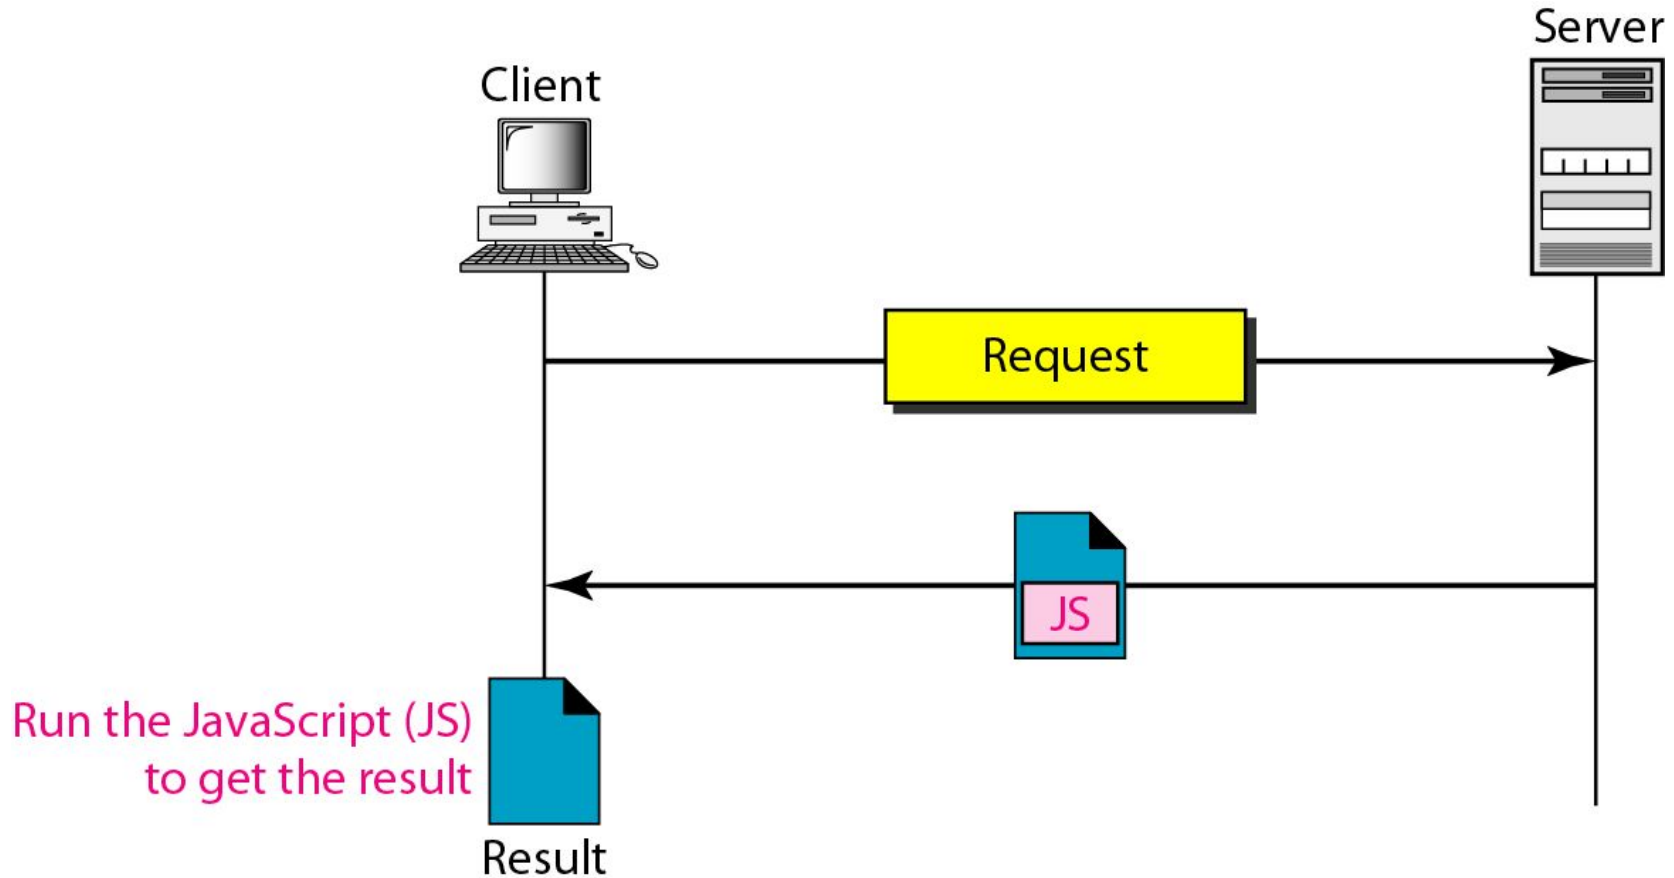 Server
Client
Request
JS
Run the JavaScript (JS)
to get the result
Result